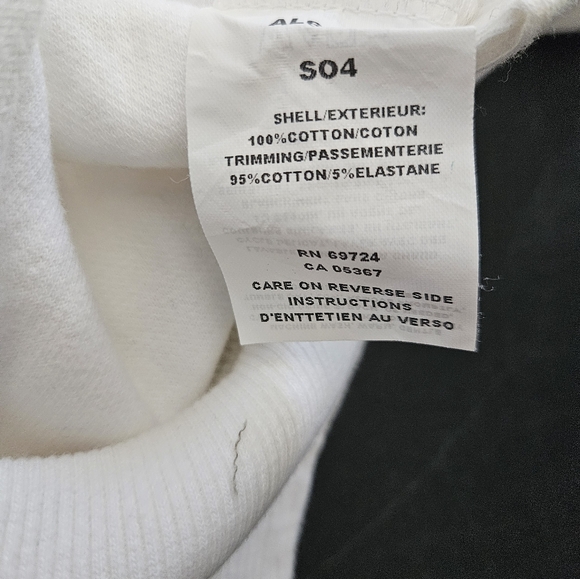 S04
SHELL/EXTERIEUR:
100%COTTON/COTON
TRIMMING/PASSEMENTERIE
95%COTTON/5%ELASTANE
RN 69724
CA 05367
CARE ON REVERSE SIDE
INSTRUCTIONS
D'ENTTETIEN AU VERSO